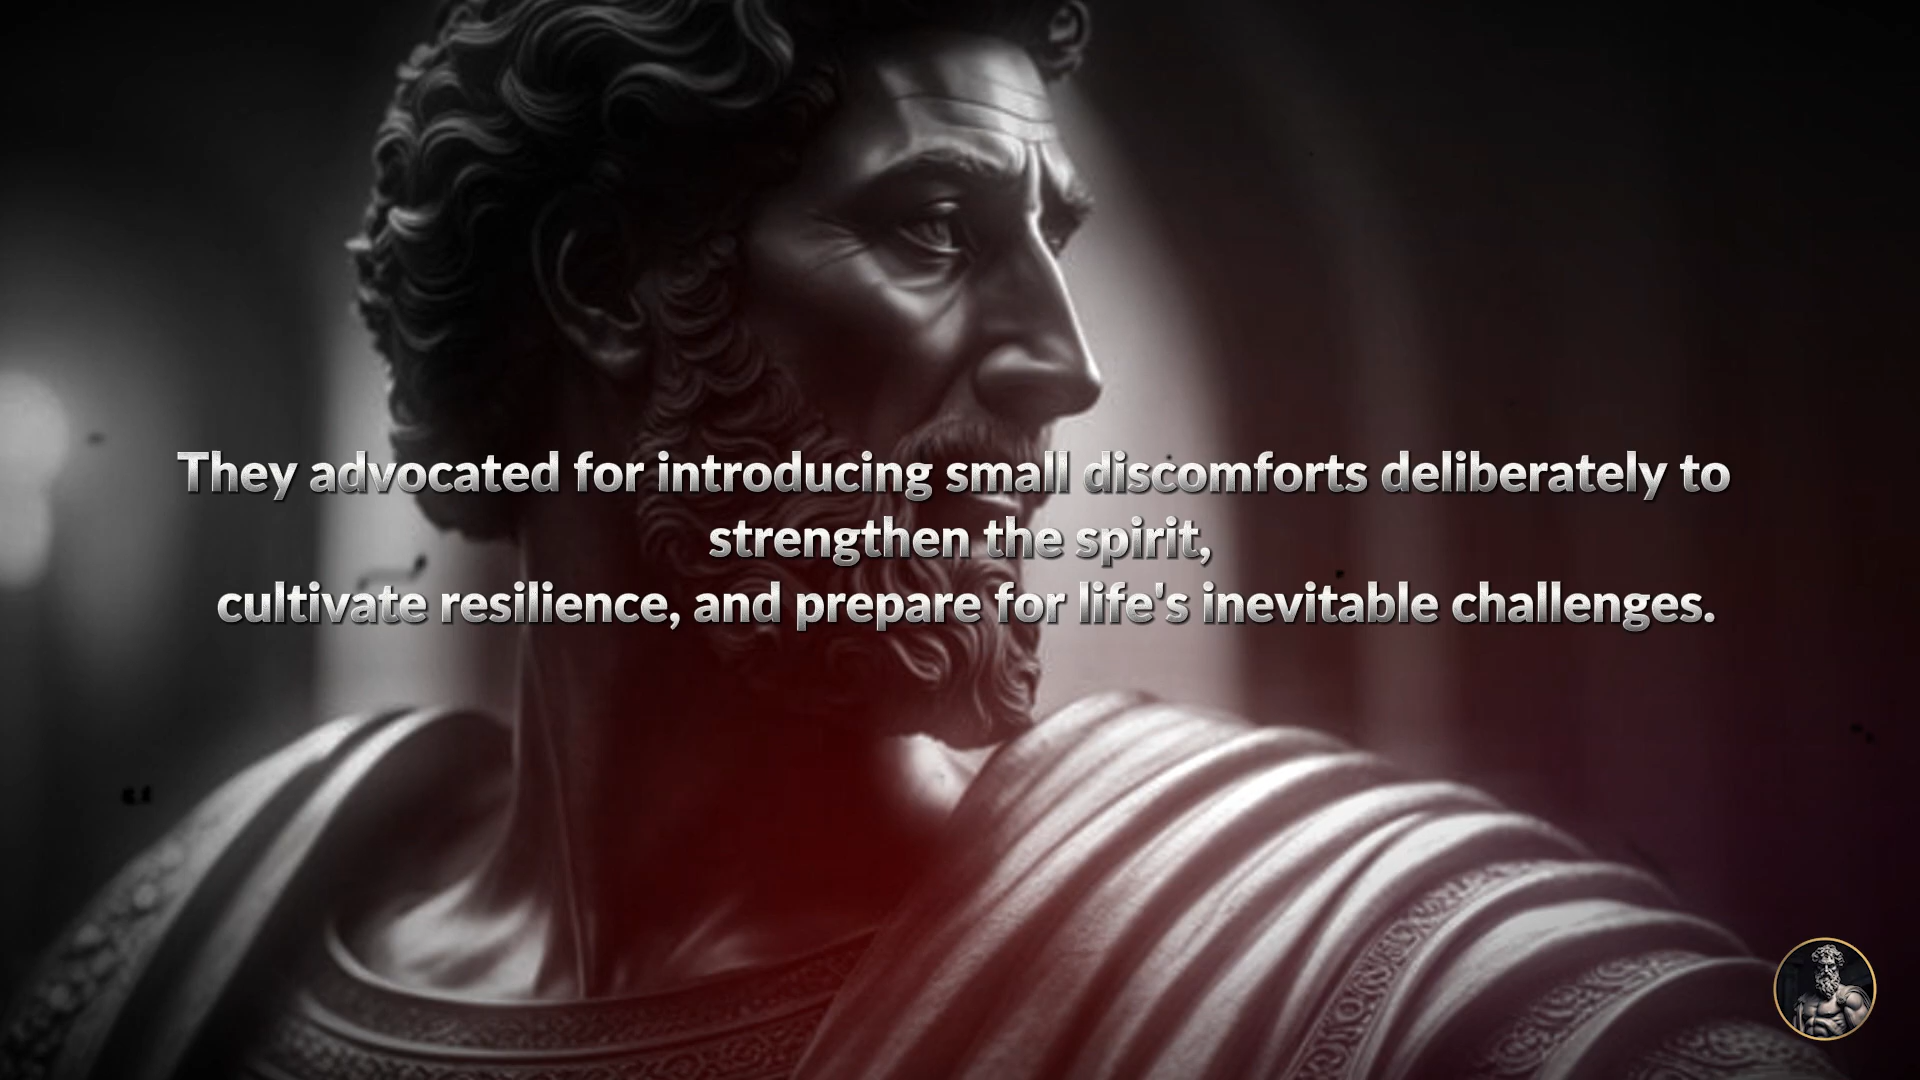 They advocated for introducing small discomforts deliberately to
strengthen the spirit,
cultivate resilience, and prepare for life's inevitable challenges.